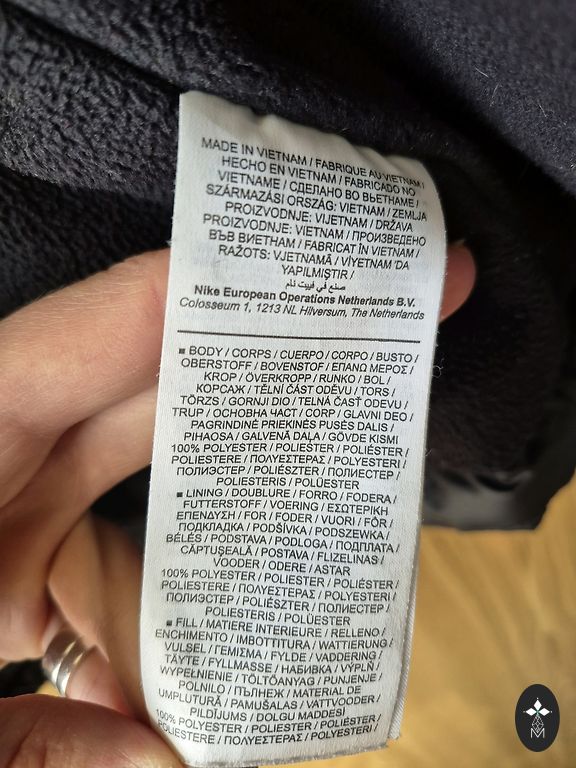 MADE IN VIETNAM / FABRIQUE AU VIETNAM /
HECHO EN VIETNAM / FABRICADO NO
VIETNAME / СДЕЛАНО ВО ВЬЕТНАМЕ /
SZÁRMAZÁSI ORSZÁG: VIETNAM / ZEMLJA
PROIZVODNJE: VIJETNAM / DRŽAVA
PROIZVODNJE: VIETNAM / ПРОИЗВЕДЕНО
ВЪВ ВИЕТНАМ / FABRICAT ÎN VIETNAM /
RAŽOTS: VJETNAMĀ / VİYETNAM'DA
YAPILMIŞTIR /
صنع في فييت نام
Nike European Operations Netherlands B.V.
Colosseum 1, 1213 NL Hilversum, The Netherlands
■ BODY / CORPS / CUERPO / CORPO / BUSTO /
OBERSTOFF / BOVENSTOF / ΕΠΑΝΩ ΜΕΡΟΣ /
KROP / ÖVERKROPP / RUNKO / BOL /
КОРСАЖ / TĚLNÍ ČÁST ODĚVU / TORS /
TÖRZS / GORNJI DIO / TELNÁ ČASŤ ODEVU /
TRUP / ОСНОВНА ЧАСТ / CORP / GLAVNI DEO /
PAGRINDINĖ PRIEKINĖS PUSĖS DALIS /
PIHAOSA / GALVENĀ DAĻA / GÖVDE KISMI
100% POLYESTER / POLIESTER / POLIÉSTER /
POLIESTERE / ΠΟΛΥΕΣΤΕΡΑΣ / POLYESTERI /
ПОЛИЭСТЕР / POLIÉSZTER / ПОЛИЕСТЕР /
POLIESTERIS / POLÜESTER
■ LINING / DOUBLURE / FORRO / FODERA /
FUTTERSTOFF / VOERING / ΕΣΩΤΕΡΙΚΗ
ΕΠΕΝΔΥΣΗ / FOR / FODER / VUORI / FÔR /
ПОДКЛАДКА / PODŠÍVKA / PODSZEWKA /
BÉLÉS / PODSTAVA / PODLOGA / ПОДПЛАТА /
CĂPTUȘEALĂ / POSTAVA / FLIZELINAS /
VOODER / ODERE / ASTAR
100% POLYESTER / POLIESTER / POLIÉSTER /
POLIESTERE / ΠΟΛΥΕΣΤΕΡΑΣ / POLYESTERI /
ПОЛИЭСТЕР / POLIÉSZTER / ПОЛИЕСТЕР /
POLIESTERIS / POLÜESTER
■ FILL / MATIERE INTERIEURE / RELLENO /
ENCHIMENTO / IMBOTTITURA / WATTIERUNG /
VULSEL / ΓΕΜΙΣΜΑ / FYLDE / VADDERING /
TÄYTE / FYLLMASSE / НАБИВКА / VÝPLŇ /
WYPEŁNIENIE / TÖLTŐANYAG / PUNJENJE /
POLNILO / ПЪЛНЕЖ / MATERIAL DE
UMPLUTURĂ / PAMUŠALAS / VATTVOODER /
PILDĪJUMS / DOLGU MADDESİ
100% POLYESTER / POLIESTER / POLIÉSTER /
POLIESTERE / ΠΟΛΥΕΣΤΕΡΑΣ / POLYESTERI /
M